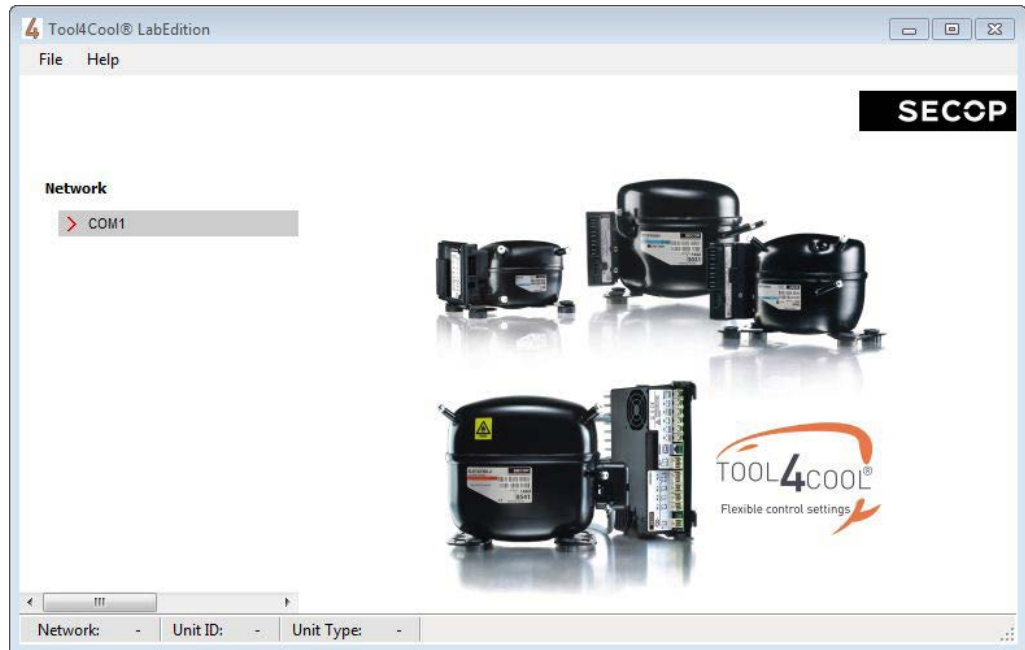 Tool4Cool® LabEdition
File Help
SECOP
Network
COM1
TOOL4COOL®
Flexible control settings
Network: - Unit ID: - Unit Type: -